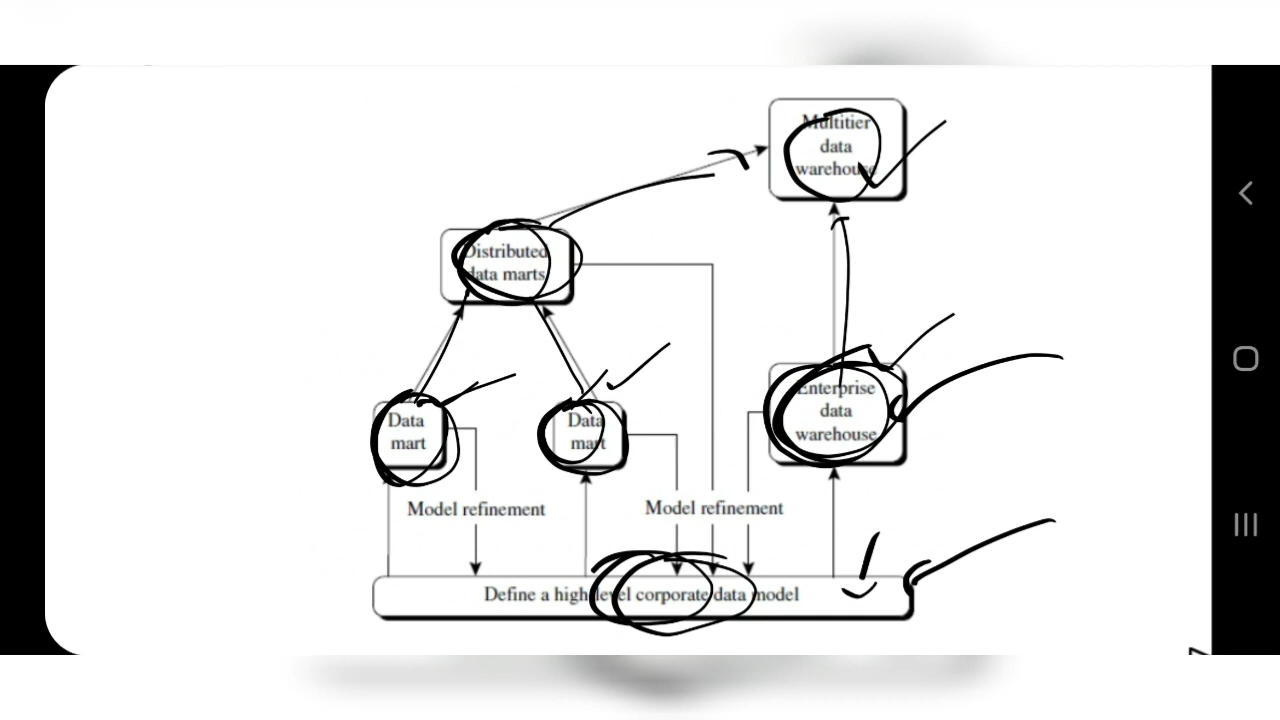 Multitier
data
warehouse
Distributed
data marts
Data
mart
Data
mart
Enterprise
data
warehouse
Model refinement
Model refinement
Define a high-level corporate data model